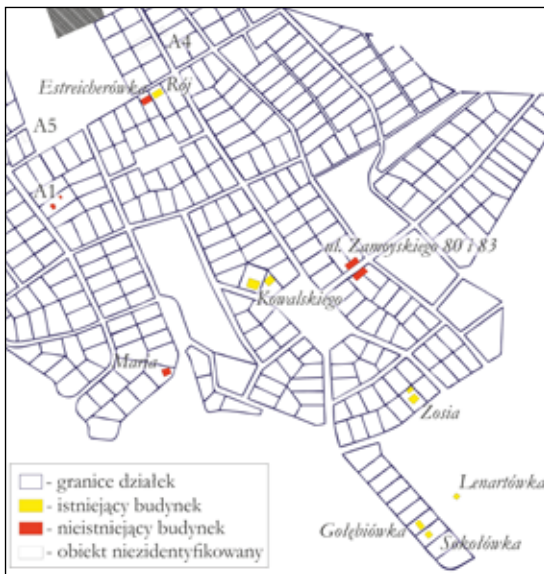 A4
Estreicherówka
Rój
A5
A1
ul. Zamoyskiego 80 i 83
Kowalskiego
Marta
Zosia
Lenartówka
Gołębiówka
Sokołówka
- granice działek
- istniejący budynek
- nieistniejący budynek
- obiekt niezidentyfikowany